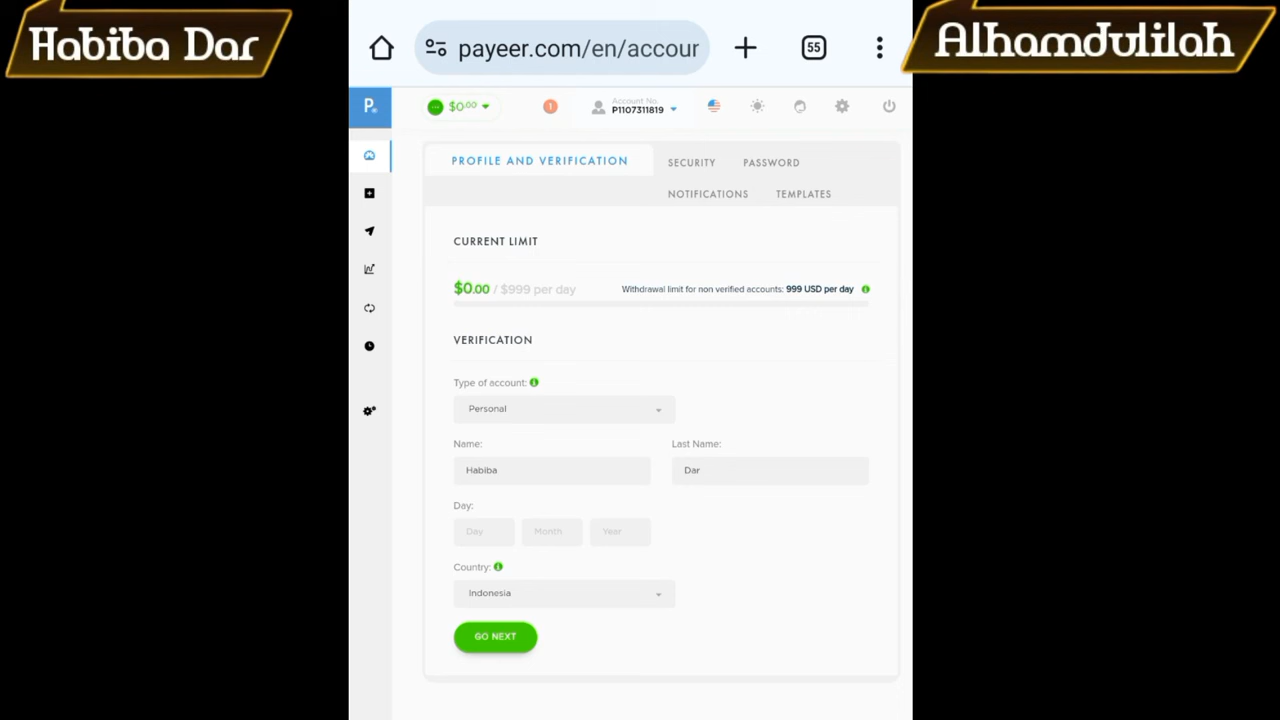 Habiba Dar
Alhamdulilah
payeer.com/en/accour
55
P
$0.00
1
Account No.
P1107311819
PROFILE AND VERIFICATION
SECURITY
PASSWORD
NOTIFICATIONS
TEMPLATES
CURRENT LIMIT
$0.00 / $999 per day
Withdrawal limit for non verified accounts: 999 USD per day
VERIFICATION
Type of account:
Personal
Name:
Last Name:
Habiba
Dar
Day:
Day
Month
Year
Country:
Indonesia
GO NEXT